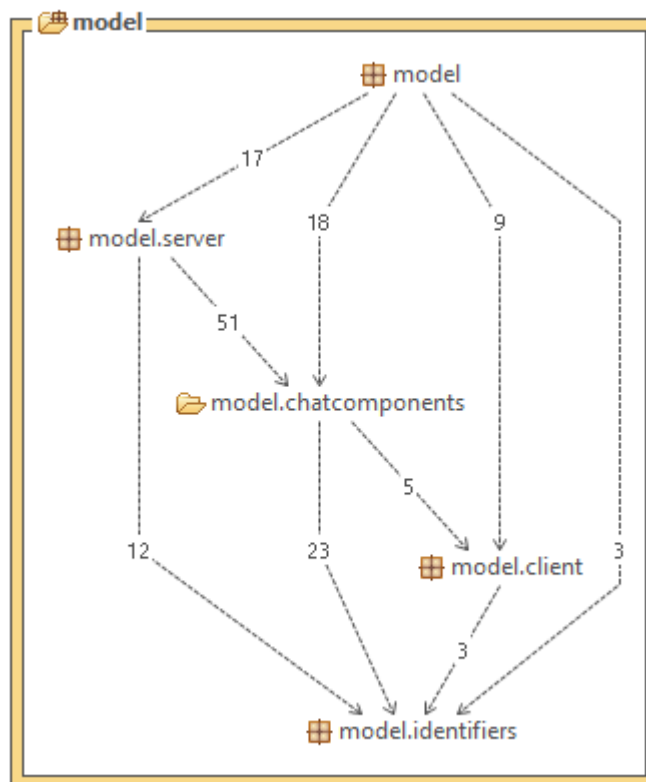 model
model
17
18
9
model.server
51
model.chatcomponents
5
12
23
3
model.client
3
model.identifiers